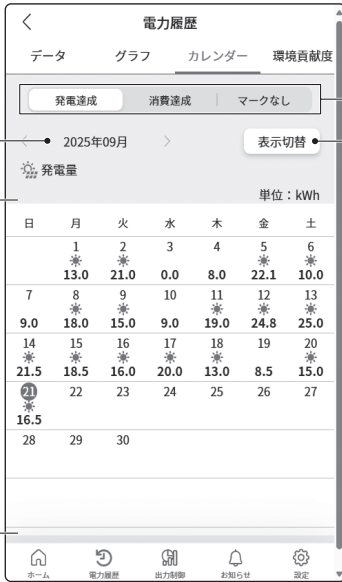 電力履歴
データ グラフ カレンダー 環境貢献度
発電達成 消費達成 マークなし
2025年09月 表示切替
発電量
単位：kWh
日 月 火 水 木 金 土
1 2 3 4 5 6
13.0 21.0 0.0 8.0 22.1 10.0
7 8 9 10 11 12 13
9.0 18.0 15.0 9.0 19.0 24.8 25.0
14 15 16 17 18 19 20
21.5 18.5 16.0 20.0 13.0 8.5 15.0
21 22 23 24 25 26 27
16.5
28 29 30
ホーム 電力履歴 出力制御 お知らせ 設定